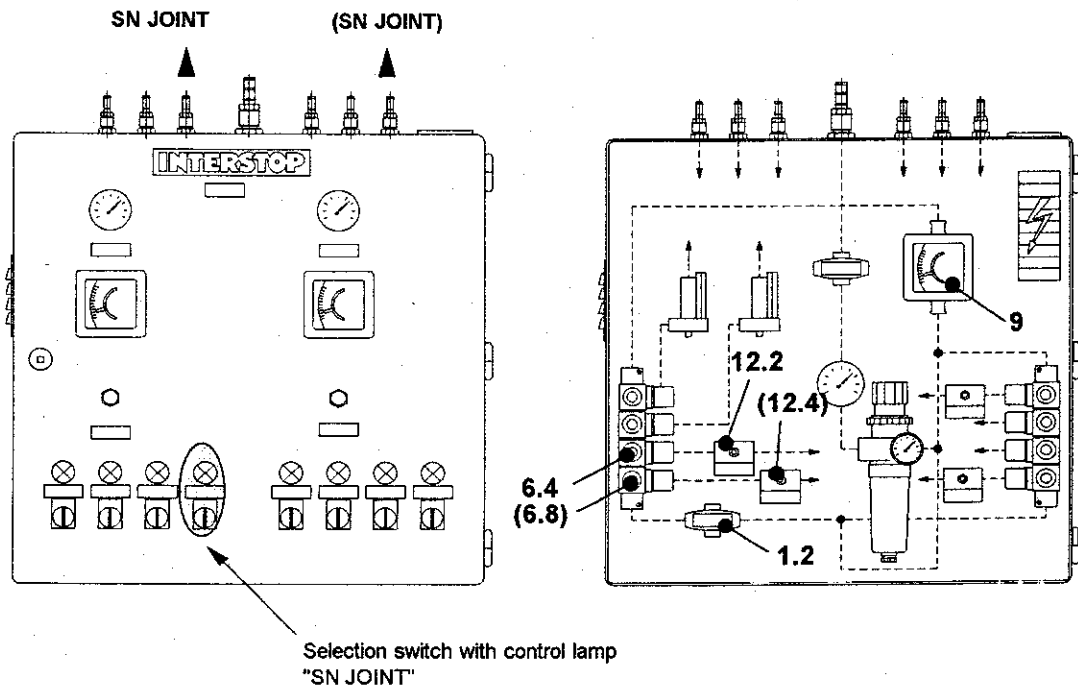 SN JOINT (SN JOINT)
INTERSTOP
9
12.2
(12.4)
6.4
(6.8)
1.2
Selection switch with control lamp
"SN JOINT"